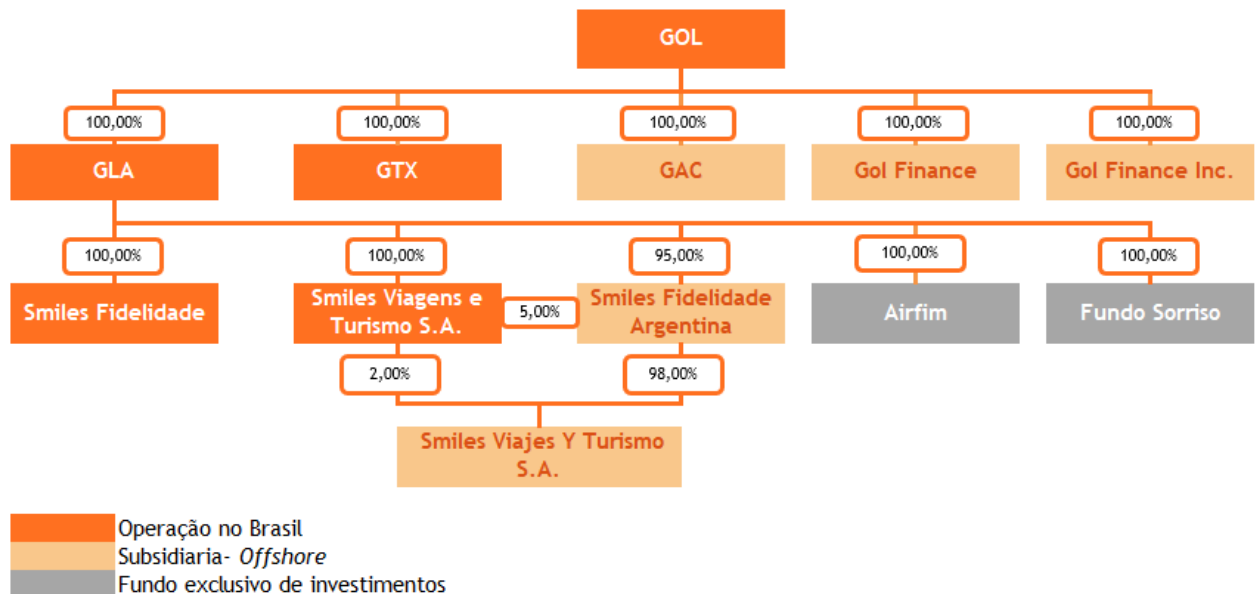 GOL
100,00%
100,00%
100,00%
100,00%
100,00%
GLA
GTX
GAC
Gol Finance
Gol Finance Inc.
100,00%
100,00%
95,00%
100,00%
100,00%
Smiles Fidelidade
Smiles Viagens e
Turismo S.A.
5,00%
Smiles Fidelidade
Argentina
Airfim
Fundo Sorriso
2,00%
98,00%
Smiles Viajes Y Turismo
S.A.
Operação no Brasil
Subsidiaria- Offshore
Fundo exclusivo de investimentos